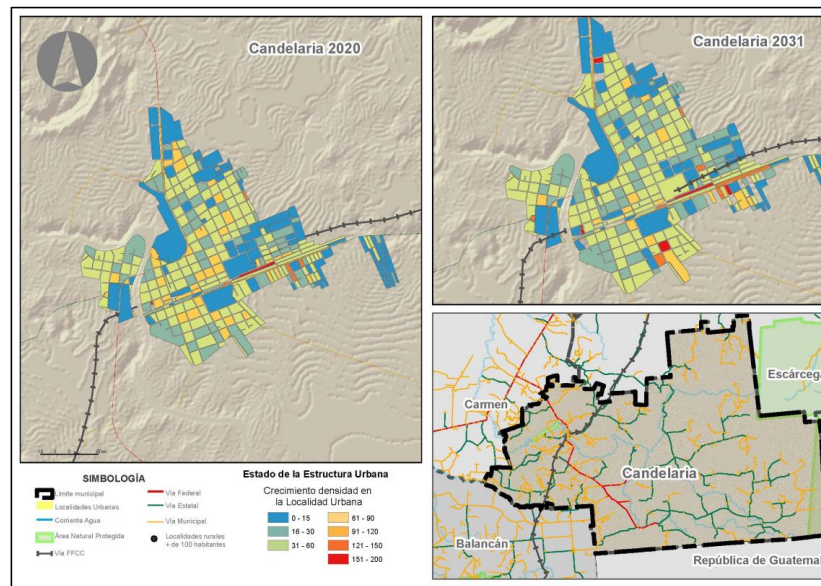 Candelaria 2020
Candelaria 2031
SIMBOLOGÍA
Límite municipal
Localidades Urbanas
Corriente Agua
Área Natural Protegida
Vía FFCC
Vía Federal
Vía Estatal
Vía Municipal
Localidades rurales
+ de 100 habitantes
Estado de la Estructura Urbana
Crecimiento densidad en
la Localidad Urbana
0 - 15
16 - 30
31 - 60
61 - 90
91 - 120
121 - 150
151 - 200
Escárcega
Carmen
Candelaria
Balancán
República de Guatemala